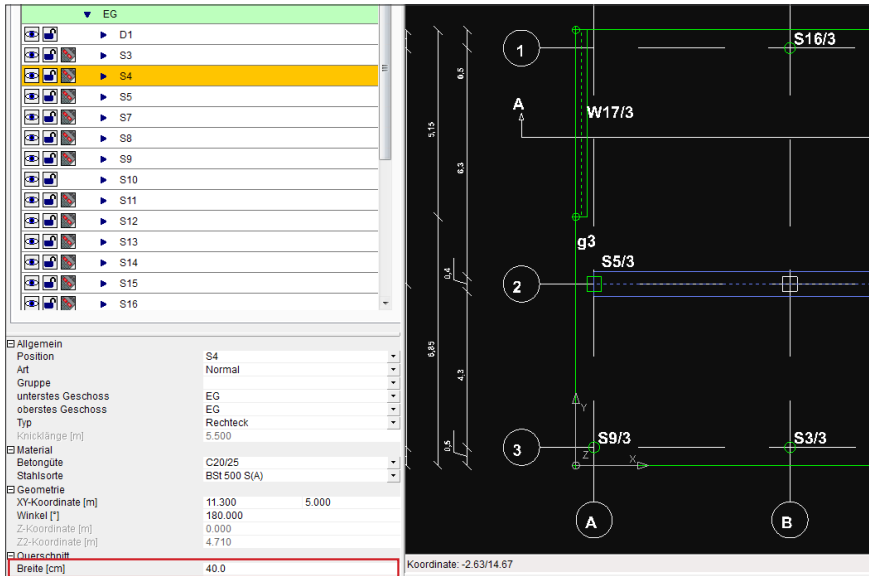 EG
D1
S3
S4
S5
S7
S8
S9
S10
S11
S12
S13
S14
S15
S16
Allgemein
Position S4
Art Normal
Gruppe
unterstes Geschoss EG
oberstes Geschoss EG
Typ Rechteck
Knicklänge [m] 5.500
Material
Betongüte C20/25
Stahlsorte BSt 500 S(A)
Geometrie
XY-Koordinate [m] 11.300 5.000
Winkel [°] 180.000
Z-Koordinate [m] 0.000
Z2-Koordinate [m] 4.710
Querschnitt
Breite [cm] 40.0
1
S16/3
0,5
A
W17/3
5,15
6,3
g3
S5/3
0,4
2
6,85
4,3
Y
0,5
3
S9/3
S3/3
Z
X
A
B
Koordinate: -2.63/14.67